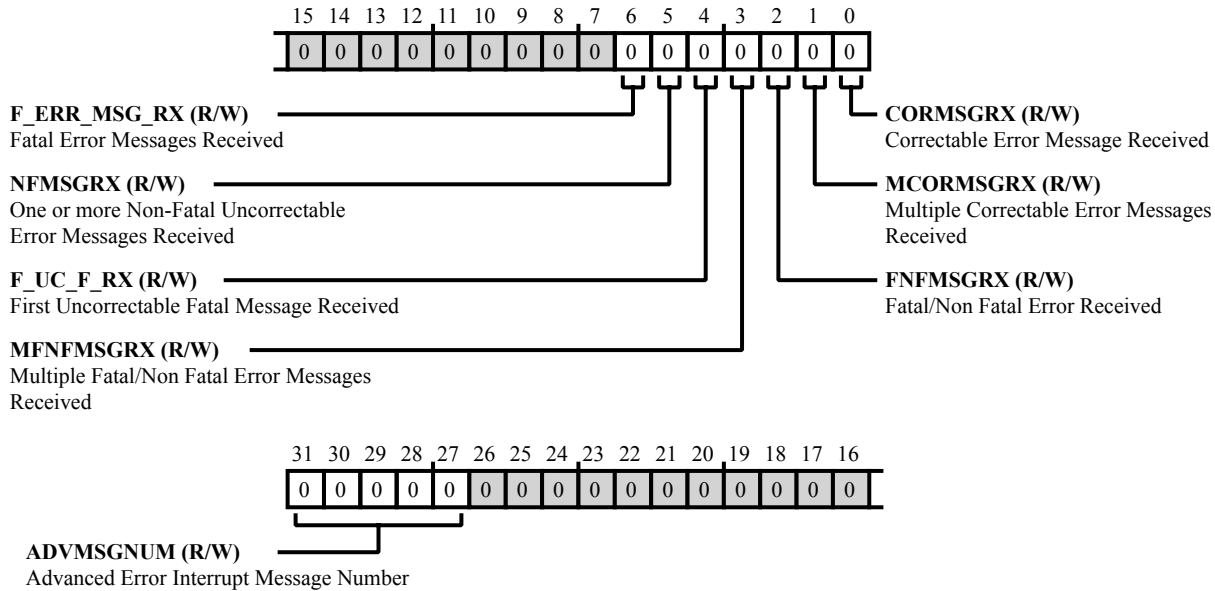 15 14 13 12 11 10 9 8 7 6 5 4 3 2 1 0
0 0 0 0 0 0 0 0 0 0 0 0 0 0 0 0
F_ERR_MSG_RX (R/W)
Fatal Error Messages Received
NFMSGRX (R/W)
One or more Non-Fatal Uncorrectable
Error Messages Received
F_UC_F_RX (R/W)
First Uncorrectable Fatal Message Received
MFNFMSGRX (R/W)
Multiple Fatal/Non Fatal Error Messages
Received
CORMSGRX (R/W)
Correctable Error Message Received
MCORMSGRX (R/W)
Multiple Correctable Error Messages
Received
FNFMSGRX (R/W)
Fatal/Non Fatal Error Received
31 30 29 28 27 26 25 24 23 22 21 20 19 18 17 16
0 0 0 0 0 0 0 0 0 0 0 0 0 0 0 0
ADVMSGNUM (R/W)
Advanced Error Interrupt Message Number